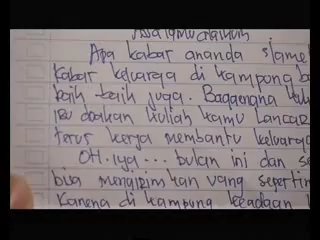 Assalamualaikum
Apa kabar ananda slamet
kabar keluarga di kampung
baik baik juga. Bagaimana
ibu doakan kuliah kamu lancar
terus kerja membantu keluarga
OH. iya... bulan ini dan
bisa mengirimkan uang seperti
Karena di kampung keadaan